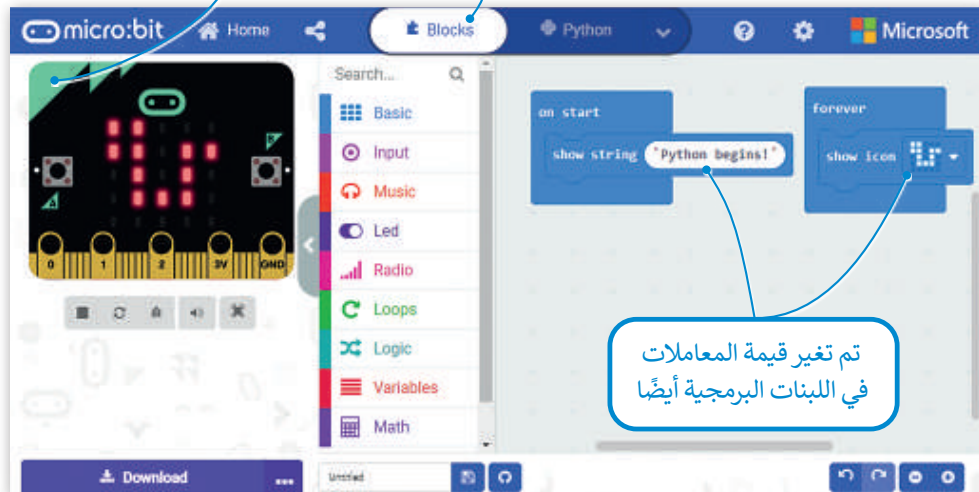 micro:bit Home Blocks Python ? Microsoft
Search...
Basic
Input
Music
Led
Radio
Loops
Logic
Variables
Math
on start
show string "Python begins!"
forever
show icon
A
B
0 1 2 3V GND
تم تغير قيمة المعاملات
في اللبنات البرمجية أيضًا
Download ...
Untitled